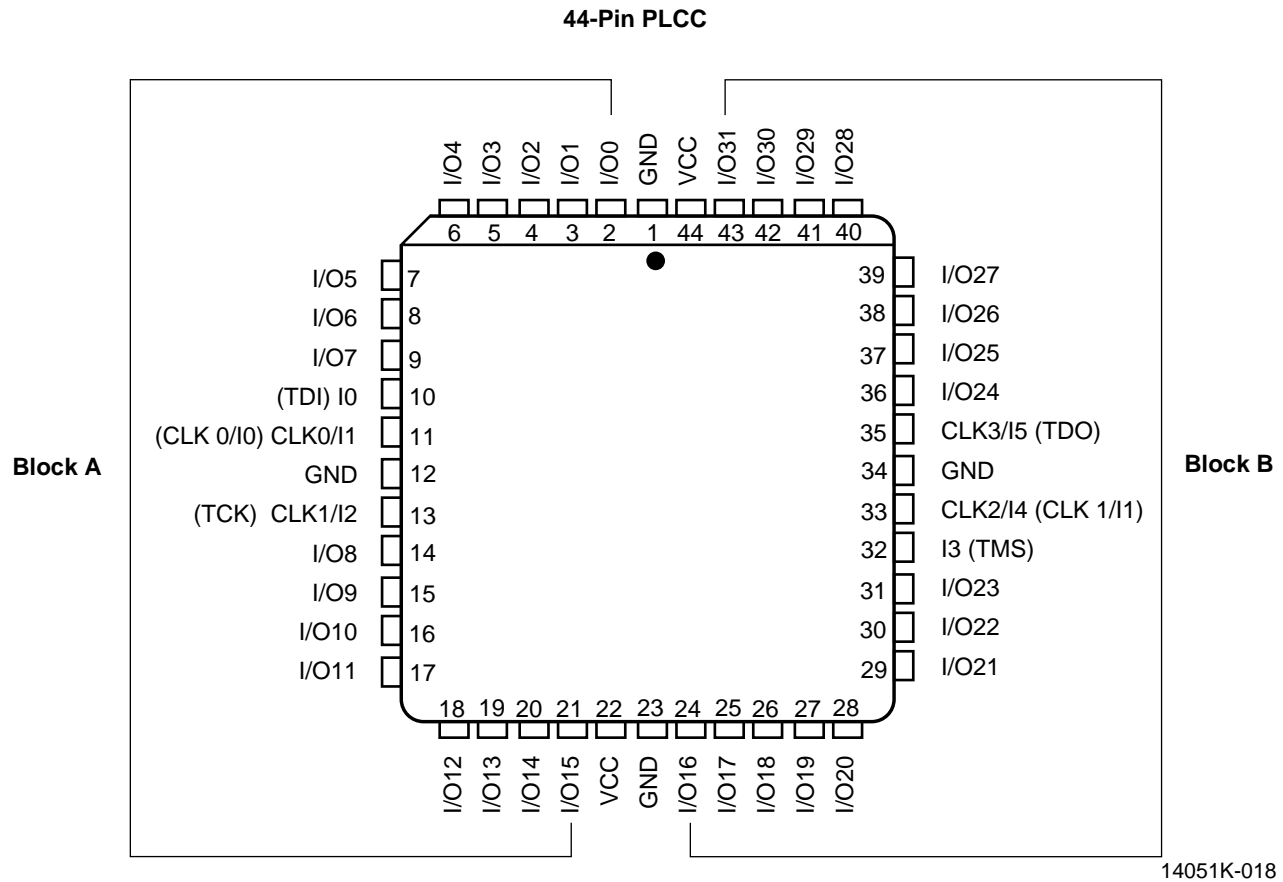 44-Pin PLCC
I/O4 I/O3 I/O2 I/O1 I/O0 GND VCC I/O31 I/O30 I/O29 I/O28
6 5 4 3 2 1 44 43 42 41 40
I/O5 7 39 I/O27
I/O6 8 38 I/O26
I/O7 9 37 I/O25
(TDI) I0 10 36 I/O24
(CLK 0/I0) CLK0/I1 11 35 CLK3/I5 (TDO)
Block A GND 12 34 GND Block B
(TCK) CLK1/I2 13 33 CLK2/I4 (CLK 1/I1)
I/O8 14 32 I3 (TMS)
I/O9 15 31 I/O23
I/O10 16 30 I/O22
I/O11 17 29 I/O21
18 19 20 21 22 23 24 25 26 27 28
I/O12 I/O13 I/O14 I/O15 VCC GND I/O16 I/O17 I/O18 I/O19 I/O20
14051K-018